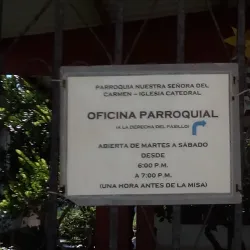 PARROQUIA NUESTRA SEÑORA DEL
CARMEN – IGLESIA CATEDRAL
OFICINA PARROQUIAL
(A LA DERECHA DEL PASILLO
ABIERTA DE MARTES A SÁBADO
DESDE
6:00 P.M.
A 7:00 P.M.
(UNA HORA ANTES DE LA MISA)